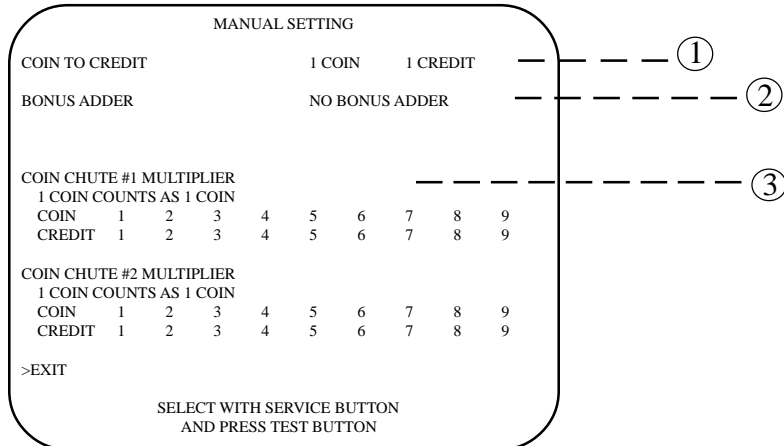 MANUAL SETTING
COIN TO CREDIT 1 COIN 1 CREDIT ①
BONUS ADDER NO BONUS ADDER ②
COIN CHUTE #1 MULTIPLIER ③
1 COIN COUNTS AS 1 COIN
COIN 1 2 3 4 5 6 7 8 9
CREDIT 1 2 3 4 5 6 7 8 9
COIN CHUTE #2 MULTIPLIER
1 COIN COUNTS AS 1 COIN
COIN 1 2 3 4 5 6 7 8 9
CREDIT 1 2 3 4 5 6 7 8 9
>EXIT
SELECT WITH SERVICE BUTTON
AND PRESS TEST BUTTON